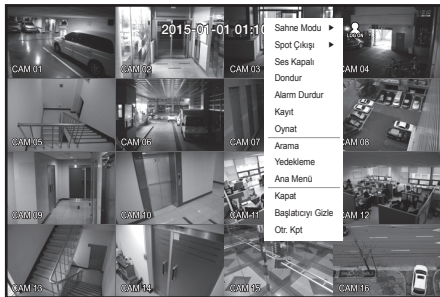 2015-01-01 01:10
LOG ON
CAM 01
CAM 02
CAM 03
CAM 04
Sahne Modu
Spot Çıkışı
Ses Kapalı
Dondur
Alarm Durdur
Kayıt
Oynat
Arama
Yedekleme
Ana Menü
Kapat
Başlatıcıyı Gizle
Otr. Kpt
CAM 05
CAM 06
CAM 07
CAM 08
CAM 09
CAM 10
CAM 11
CAM 12
CAM 13
CAM 14
CAM 15
CAM 16